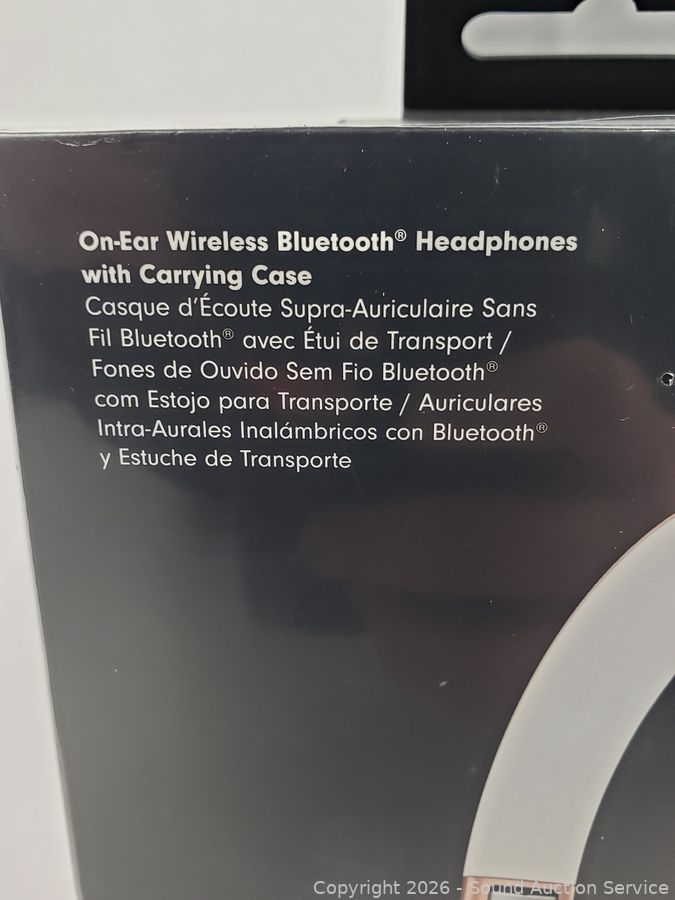 On-Ear Wireless Bluetooth® Headphones
with Carrying Case
Casque d'Écoute Supra-Auriculaire Sans
Fil Bluetooth® avec Étui de Transport /
Fones de Ouvido Sem Fio Bluetooth®
com Estojo para Transporte / Auriculares
Intra-Aurales Inalámbricos con Bluetooth®
y Estuche de Transporte
Copyright 2026 - Sound Auction Service